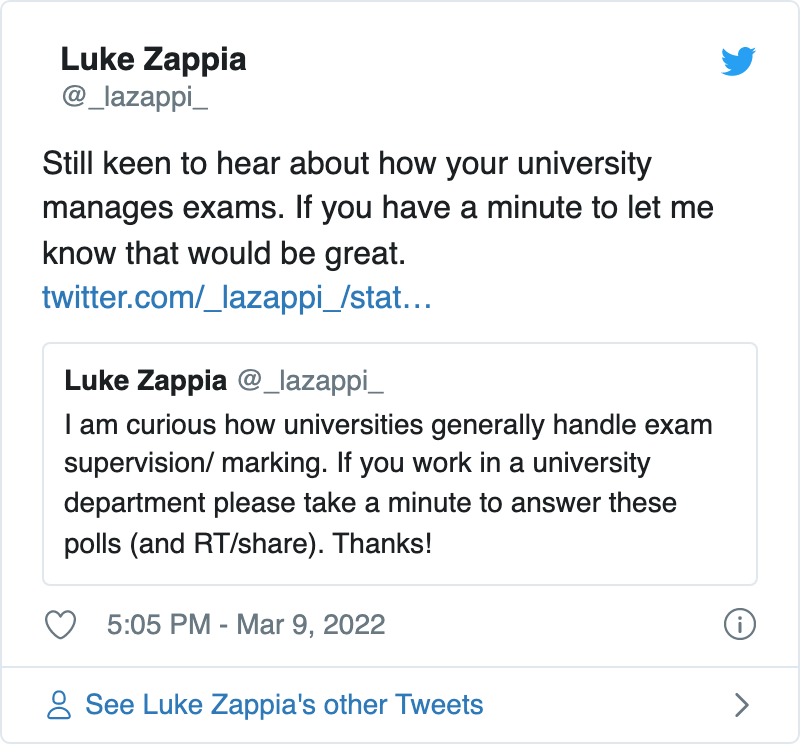 Luke Zappia
@_lazappi_
Still keen to hear about how your university
manages exams. If you have a minute to let me
know that would be great.
twitter.com/_lazappi_/stat…
Luke Zappia @_lazappi_
I am curious how universities generally handle exam
supervision/ marking. If you work in a university
department please take a minute to answer these
polls (and RT/share). Thanks!
5:05 PM - Mar 9, 2022
See Luke Zappia's other Tweets